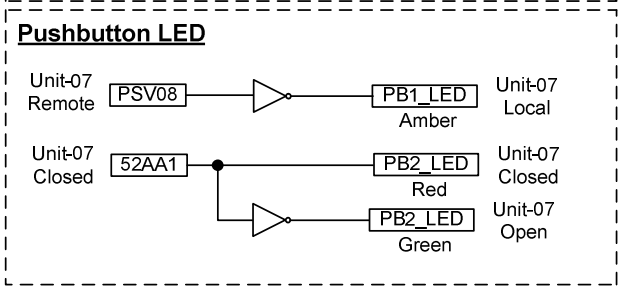 Pushbutton LED
Unit-07
Remote
PSV08
PB1_LED
Amber
Unit-07
Local
Unit-07
Closed
52AA1
PB2_LED
Red
Unit-07
Closed
PB2_LED
Green
Unit-07
Open